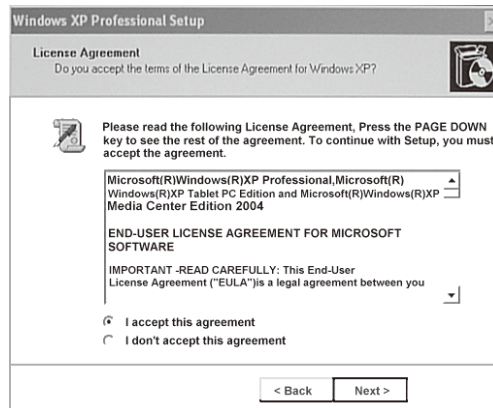 Windows XP Professional Setup
License Agreement
Do you accept the terms of the License Agreement for Windows XP?
Please read the following License Agreement, Press the PAGE DOWN
key to see the rest of the agreement. To continue with Setup, you must
accept the agreement.
Microsoft(R)Windows(R)XP Professional,Microsoft(R)
Windows(R)XP Tablet PC Edition and Microsoft(R)Windows(R)XP
Media Center Edition 2004
END-USER LICENSE AGREEMENT FOR MICROSOFT
SOFTWARE
IMPORTANT -READ CAREFULLY: This End-User
License Agreement ("EULA")is a legal agreement between you
I accept this agreement
I don't accept this agreement
< Back Next >